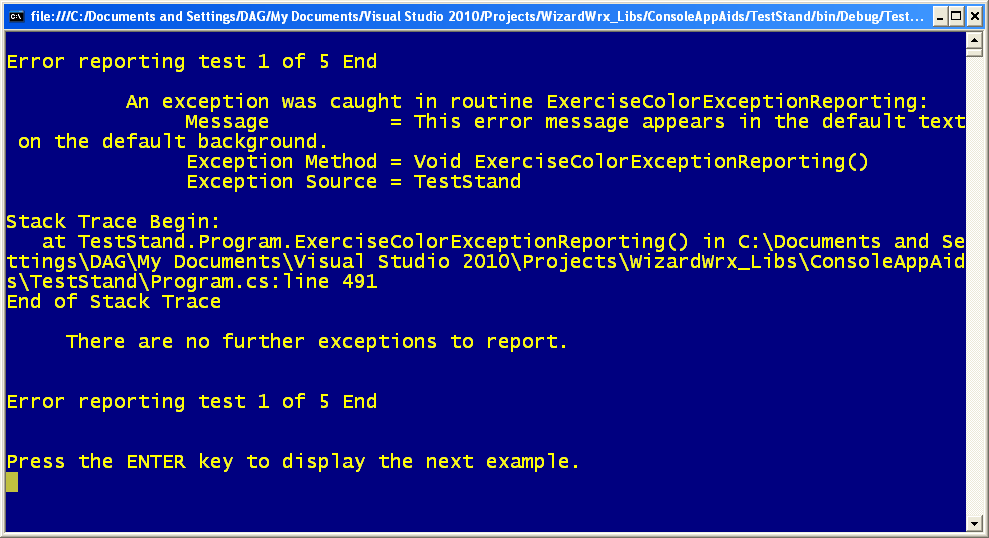 file:///C:/Documents and Settings/DAG/My Documents/Visual Studio 2010/Projects/WizardWrx_Libs/ConsoleAppAids/TestStand/bin/Debug/Test...
Error reporting test 1 of 5 End
An exception was caught in routine ExerciseColorExceptionReporting:
Message = This error message appears in the default text
on the default background.
Exception Method = Void ExerciseColorExceptionReporting()
Exception Source = TestStand
Stack Trace Begin:
at TestStand.Program.ExerciseColorExceptionReporting() in C:\Documents and Se
ttings\DAG\My Documents\Visual Studio 2010\Projects\WizardWrx_Libs\ConsoleAppAid
s\TestStand\Program.cs:line 491
End of Stack Trace
There are no further exceptions to report.
Error reporting test 1 of 5 End
Press the ENTER key to display the next example.